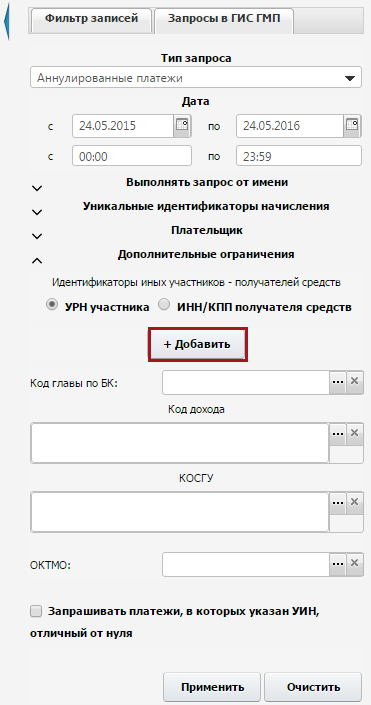 Фильтр записей Запросы в ГИС ГМП
Тип запроса
Аннулированные платежи
Дата
с 24.05.2015 по 24.05.2016
с 00:00 по 23:59
Выполнять запрос от имени
Уникальные идентификаторы начисления
Плательщик
Дополнительные ограничения
Идентификаторы иных участников - получателей средств
УРН участника ИНН/КПП получателя средств
+ Добавить
Код главы по БК: ... ×
Код дохода
... ×
КОСГУ
... ×
ОКТМО: ... ×
Запрашивать платежи, в которых указан УИН,
отличный от нуля
Применить Очистить